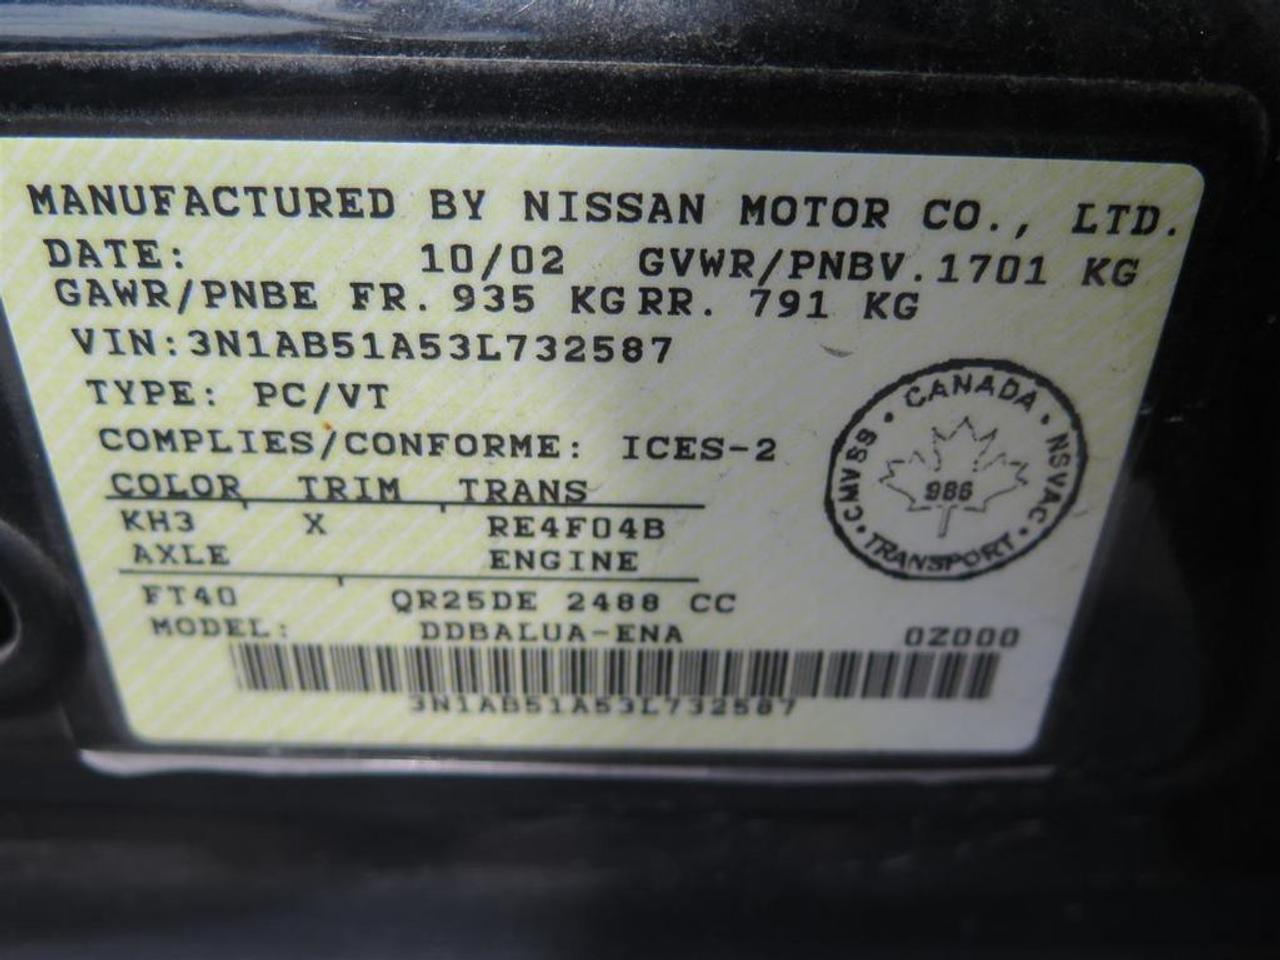 MANUFACTURED BY NISSAN MOTOR CO., LTD.
DATE: 10/02 GVWR/PNBV.1701 KG
GAWR/PNBE FR. 935 KG RR. 791 KG
VIN:3N1AB51A53L732587
TYPE: PC/VT
COMPLIES/CONFORME: ICES-2
COLOR TRIM TRANS
KH3 X RE4F04B
AXLE ENGINE
FT40 QR25DE 2488 CC
MODEL: DDBALUA-ENA 0Z000
3N1AB51A53L732587
CANADA
CMVSS
NSVAC
986
TRANSPORT